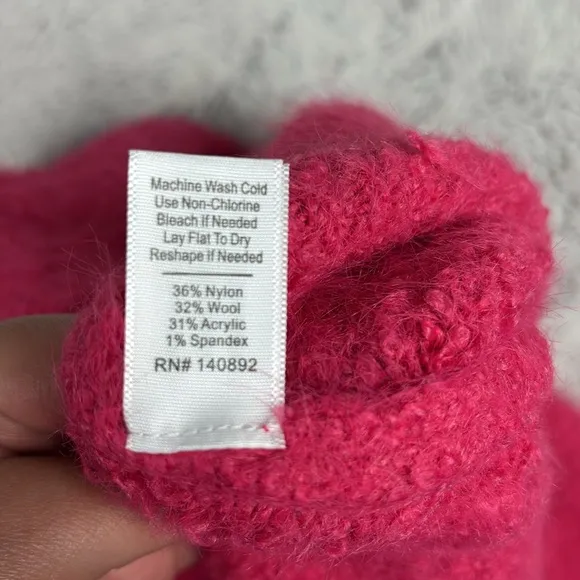 Machine Wash Cold
Use Non-Chlorine
Bleach If Needed
Lay Flat To Dry
Reshape If Needed
36% Nylon
32% Wool
31% Acrylic
1% Spandex
RN# 140892